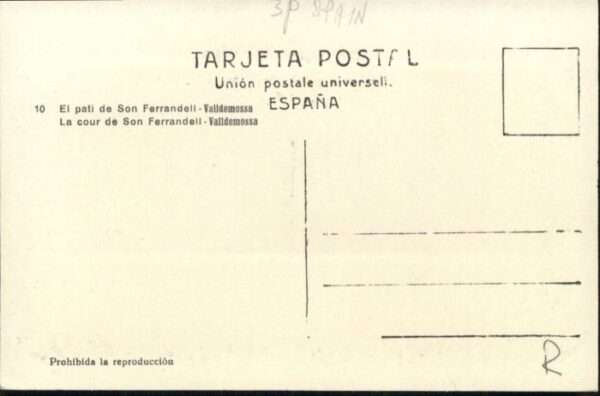 3P SPAIN
TARJETA POSTAL
Unión postale universell.
ESPAÑA
10 El pati de Son Ferrandell - Valldemossa
La cour de Son Ferrandell - Valldemossa
Prohibida la reproducción
R